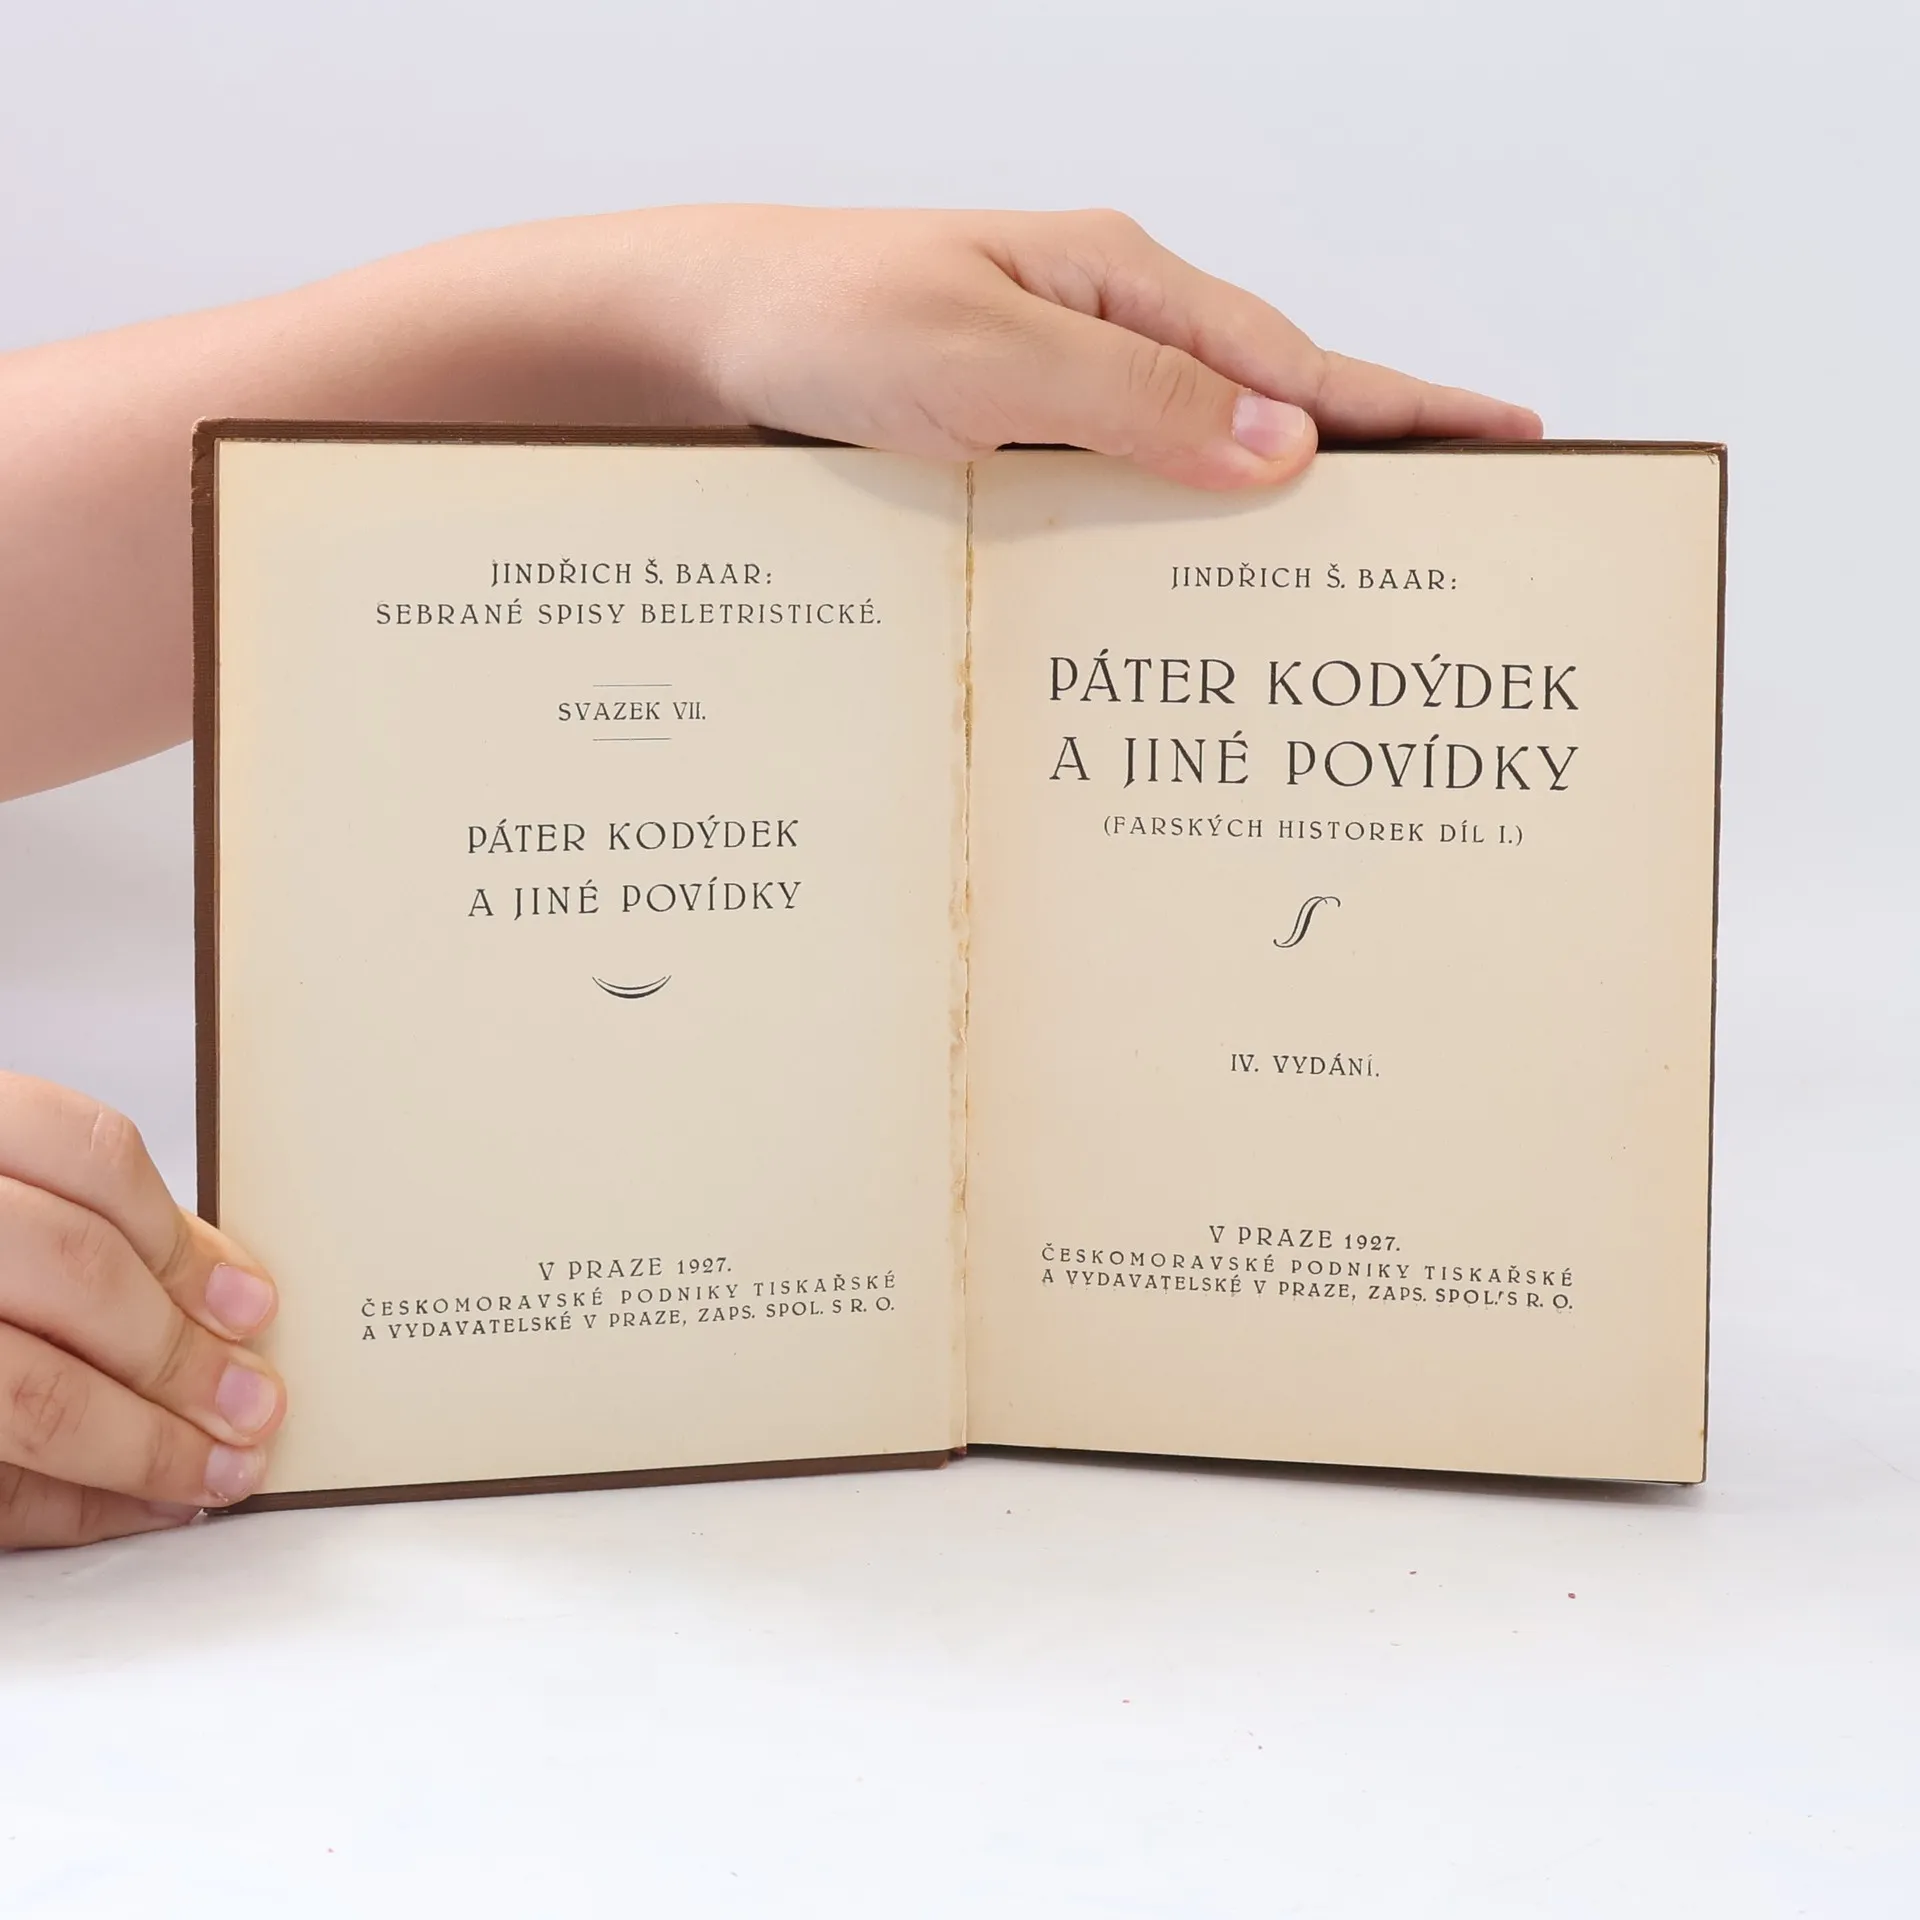 JINDŘICH Š. BAAR:
SEBRANÉ SPISY BELETRISTICKÉ.
SVAZEK VII.
PÁTER KODÝDEK
A JINÉ POVÍDKY
V PRAZE 1927.
ČESKOMORAVSKÉ PODNIKY TISKAŘSKÉ
A VYDAVATELSKÉ V PRAZE, ZAPS. SPOL. S R. O.
JINDŘICH Š. BAAR:
PÁTER KODÝDEK
A JINÉ POVÍDKY
(FARSKÝCH HISTOREK DÍL I.)
IV. VYDÁNÍ.
V PRAZE 1927.
ČESKOMORAVSKÉ PODNIKY TISKAŘSKÉ
A VYDAVATELSKÉ V PRAZE, ZAPS. SPOL. S R. O.